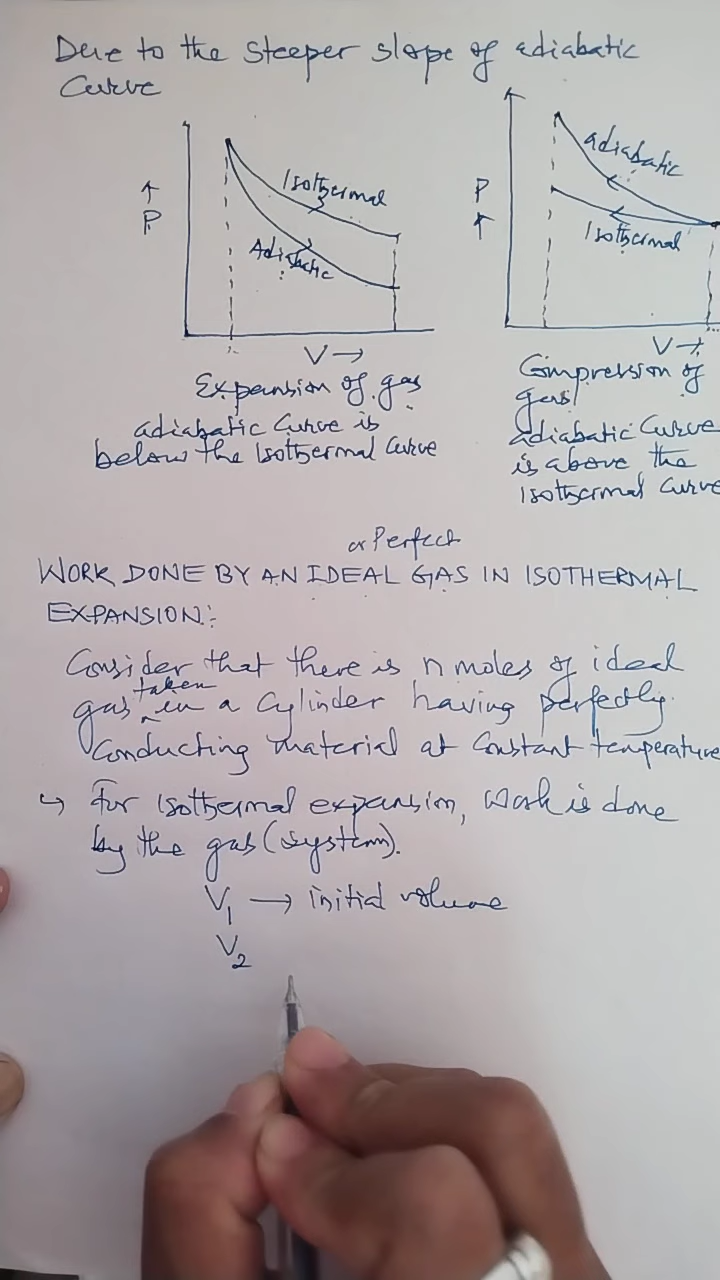 Due to the steeper slope of adiabatic
Curve
↑
P
Isothermal
Adiabatic
V →
Expansion of gas
adiabatic Curve is
below the Isothermal Curve
P
↑
adiabatic
Isothermal
V →
Compression of
gas
adiabatic Curve
is above the
Isothermal Curve
or Perfect
WORK DONE BY AN IDEAL GAS IN ISOTHERMAL
EXPANSION:
Consider that there is n moles of ideal
gas taken in a cylinder having perfectly
Conducting material at Constant temperature
↳ For isothermal expansion, Work is done
by the gas (system).
V₁ → initial volume
V₂